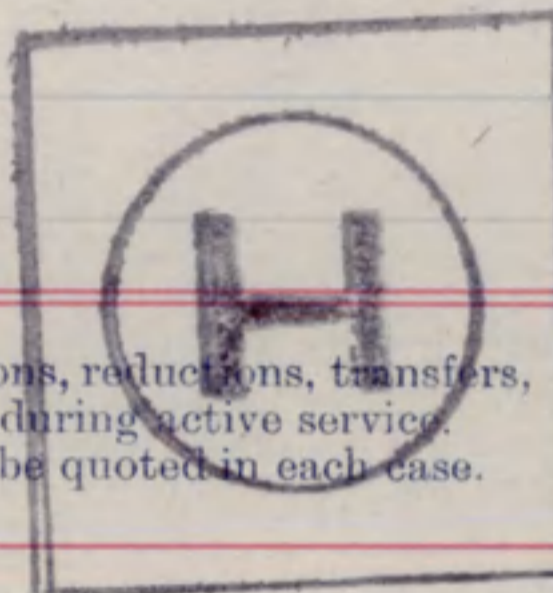 H
ons, reductions, transfers,
during active service.
be quoted in each case.